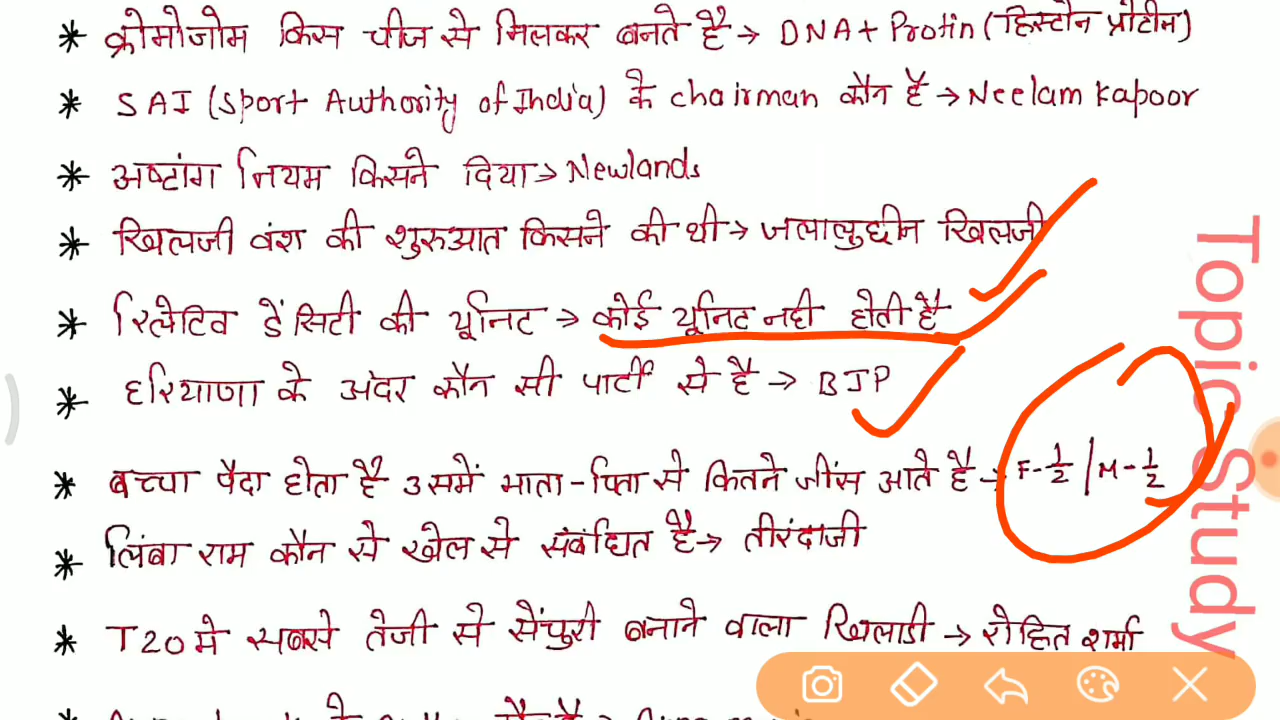 * क्रोमोजोम किस चीज से मिलकर बनते है → DNA + Protin (हिस्टोन प्रोटीन)
* SAI (Sport Authority of India) के chairman कौन है → Neelam Kapoor
* अष्टांग नियम किसने दिया → Newlands
* खिलजी वंश की शुरुआत किसने की थी → जलालुद्दीन खिलजी
* रिलेटिव डेंसिटी की यूनिट → कोई यूनिट नही होती है
* हरियाणा के अंदर कौन सी पार्टी से है → BJP
* बच्चा पैदा होता है उसमें माता-पिता से कितने जींस आते है → F-1/2 | M-1/2
* लिंबा राम कौन से खेल से संबंधित है → तीरंदाजी
* T20 मे सबसे तेजी से सेंचुरी बनाने वाला खिलाडी → रोहित शर्मा
Topic Study